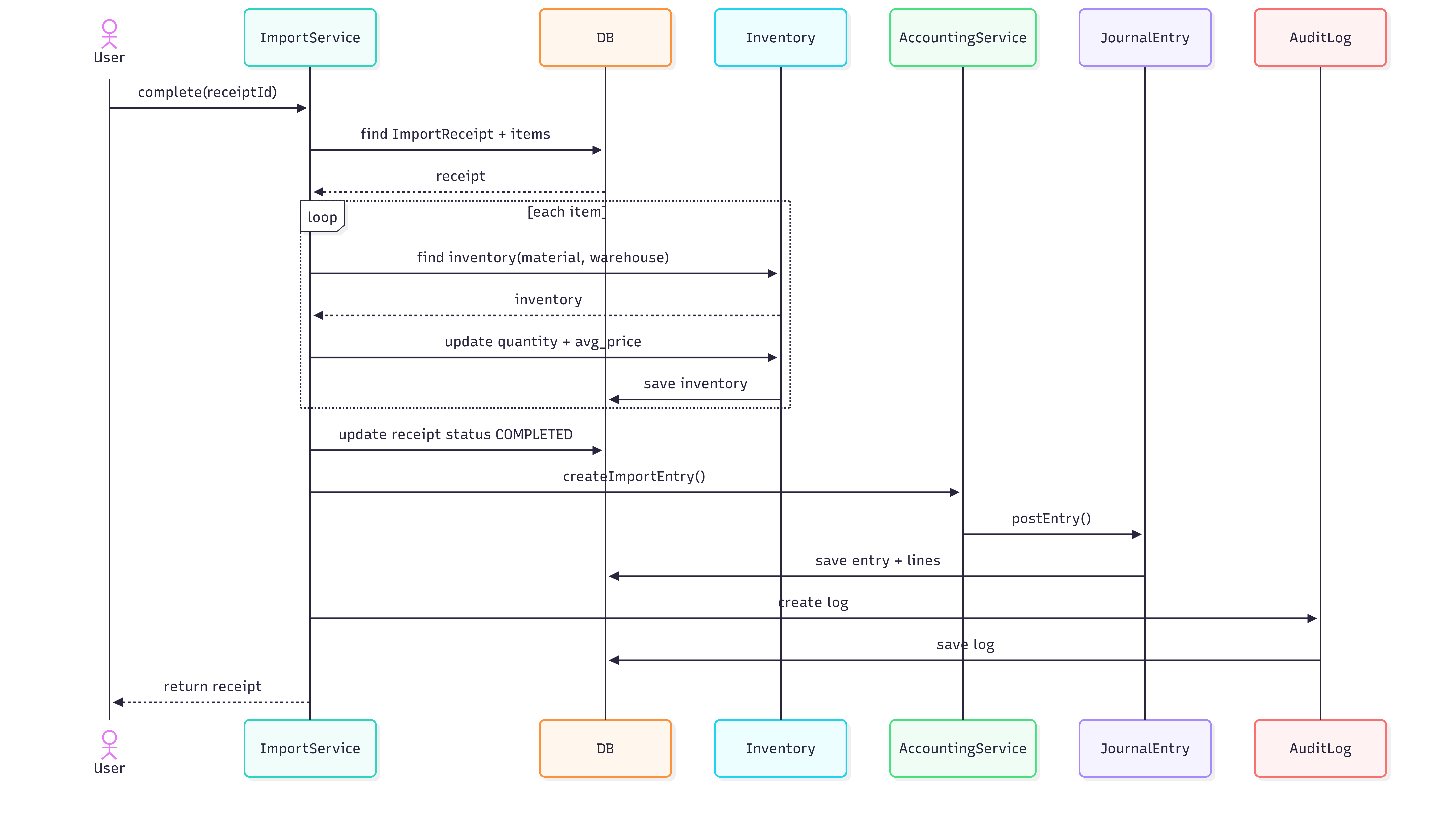 User
ImportService
DB
Inventory
AccountingService
JournalEntry
AuditLog
complete(receiptId)
find ImportReceipt + items
receipt
loop
[each item]
find inventory(material, warehouse)
inventory
update quantity + avg_price
save inventory
update receipt status COMPLETED
createImportEntry()
postEntry()
save entry + lines
create log
save log
return receipt
User
ImportService
DB
Inventory
AccountingService
JournalEntry
AuditLog